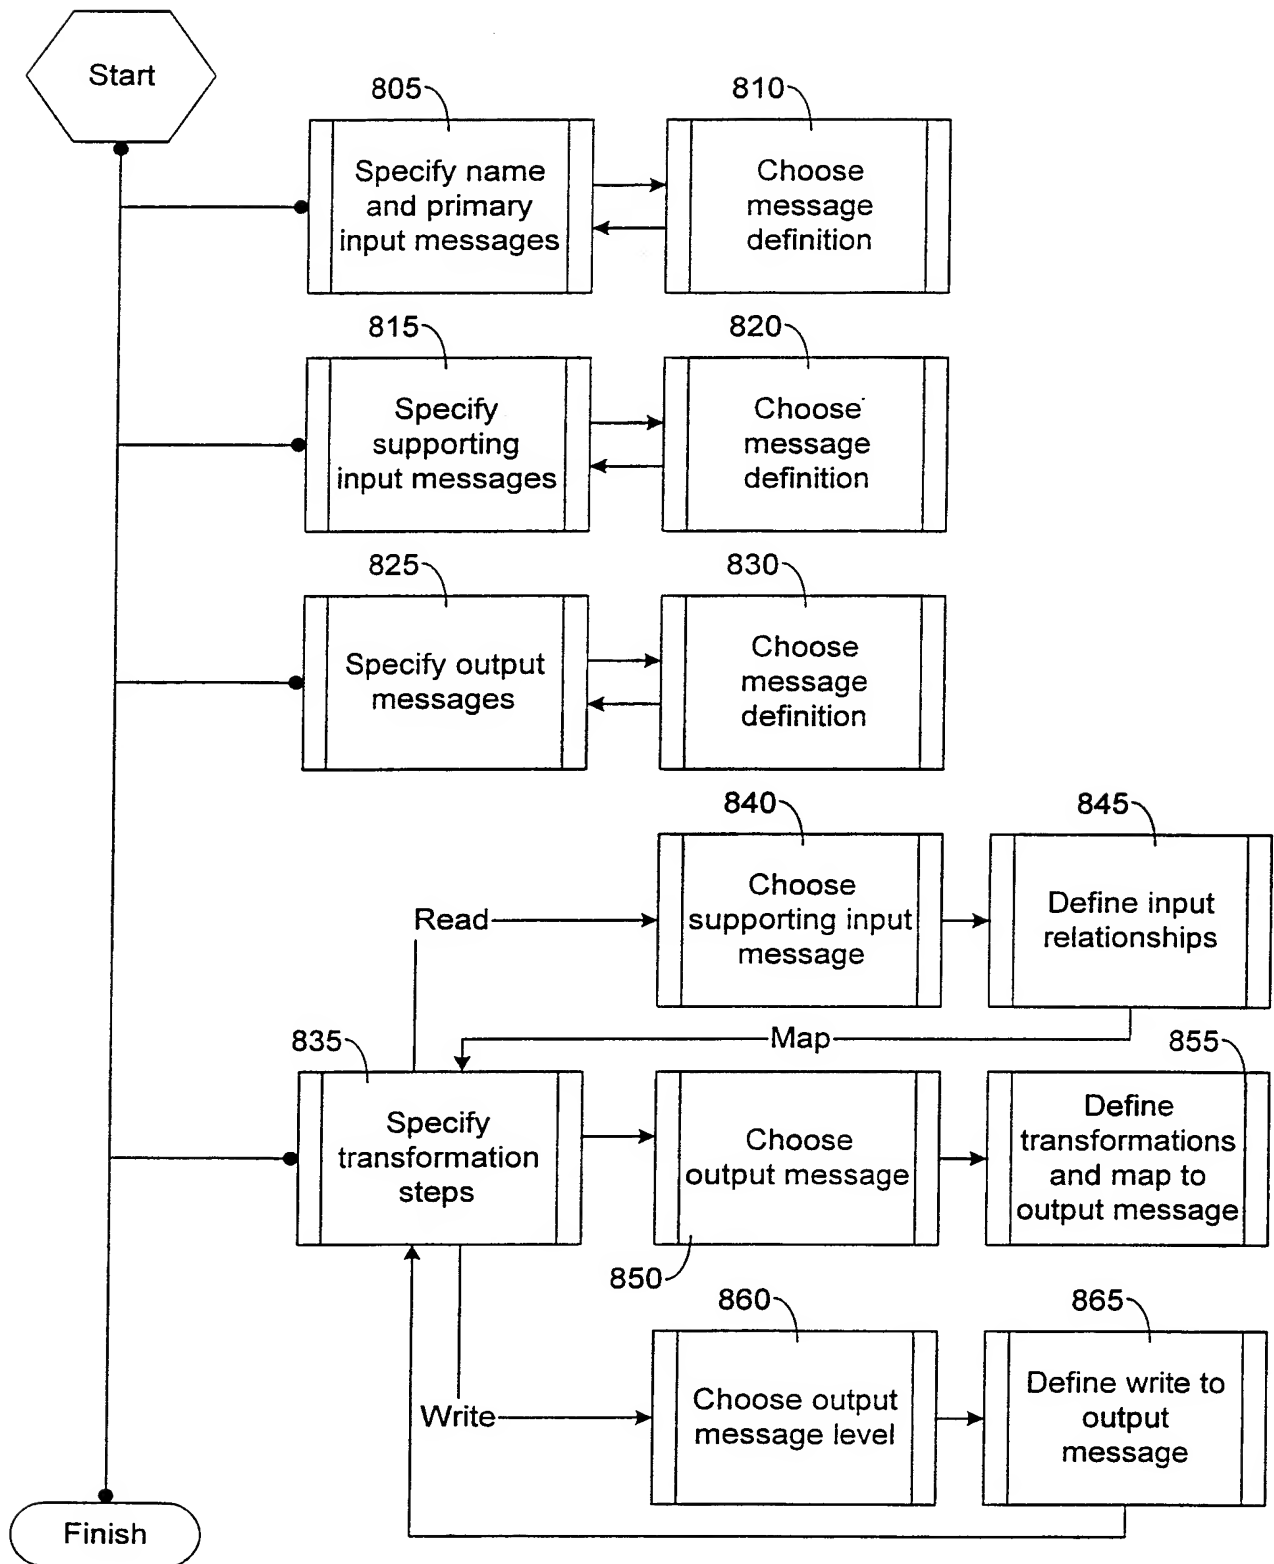 Start
805
810
Specify name
and primary
input messages
Choose
message
definition
815
820
Specify
supporting
input messages
Choose
message
definition
825
830
Specify output
messages
Choose
message
definition
840
845
Read
Choose
supporting input
message
Define input
relationships
835
Map
855
Specify
transformation
steps
Choose
output message
Define
transformations
and map to
output message
850
860
865
Write
Choose output
message level
Define write to
output
message
Finish